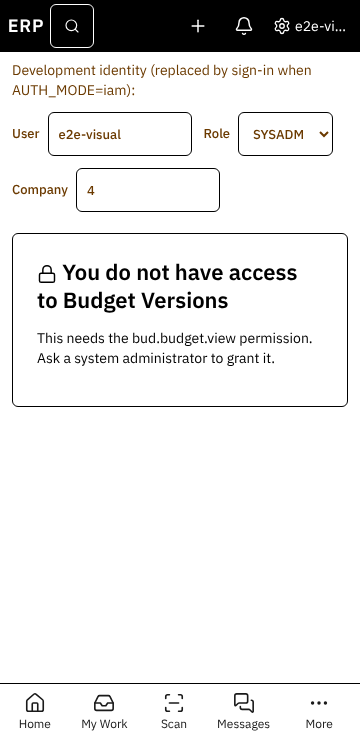 ERP
e2e-vi...
Development identity (replaced by sign-in when
AUTH_MODE=iam):
User e2e-visual Role SYSADM
Company 4
You do not have access
to Budget Versions
This needs the bud.budget.view permission.
Ask a system administrator to grant it.
Home My Work Scan Messages More